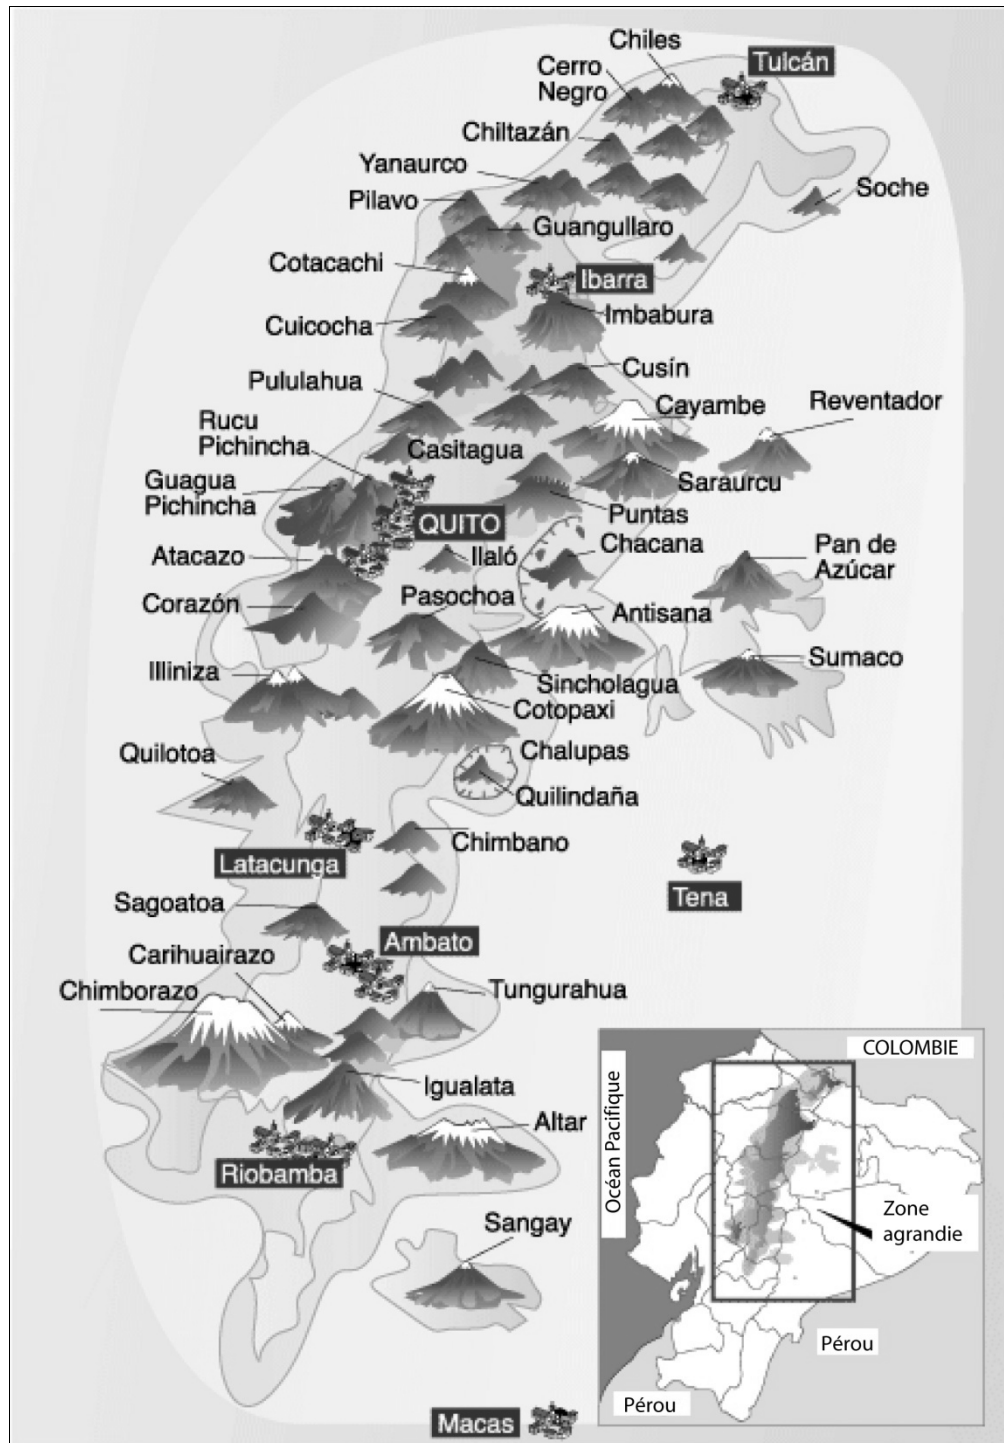 Chiles
Tulcán
Cerro
Negro
Chiltazán
Yanaurco
Soche
Pilavo
Guangullaro
Cotacachi
Ibarra
Imbabura
Cuicocha
Cusín
Pululahua
Cayambe
Reventador
Rucu
Pichincha
Casitagua
Guagua
Pichincha
Saraurcu
Puntas
QUITO
Atacazo
Ilaló
Chacana
Pan de
Azúcar
Corazón
Pasochoa
Antisana
Illiniza
Sincholagua
Sumaco
Cotopaxi
Quilotoa
Chalupas
Quilindaña
Chimbano
Latacunga
Tena
Sagoatoa
Ambato
Carihuairazo
Chimborazo
Tungurahua
Igualata
Altar
Riobamba
Sangay
Macas
COLOMBIE
Océan Pacifique
Zone
agrandie
Pérou
Pérou